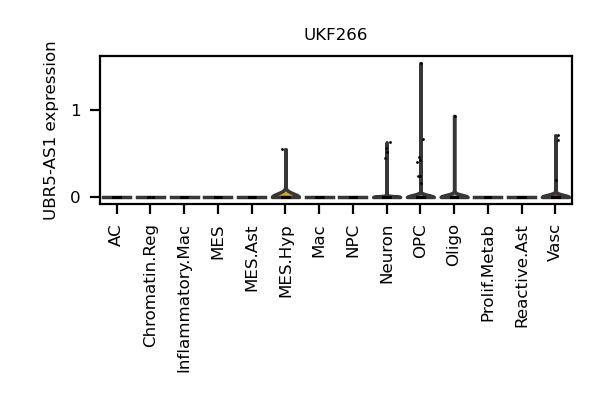 UKF266
UBR5-AS1 expression
1
0
AC
Chromatin.Reg
Inflammatory.Mac
MES
MES.Ast
MES.Hyp
Mac
NPC
Neuron
OPC
Oligo
Prolif.Metab
Reactive.Ast
Vasc